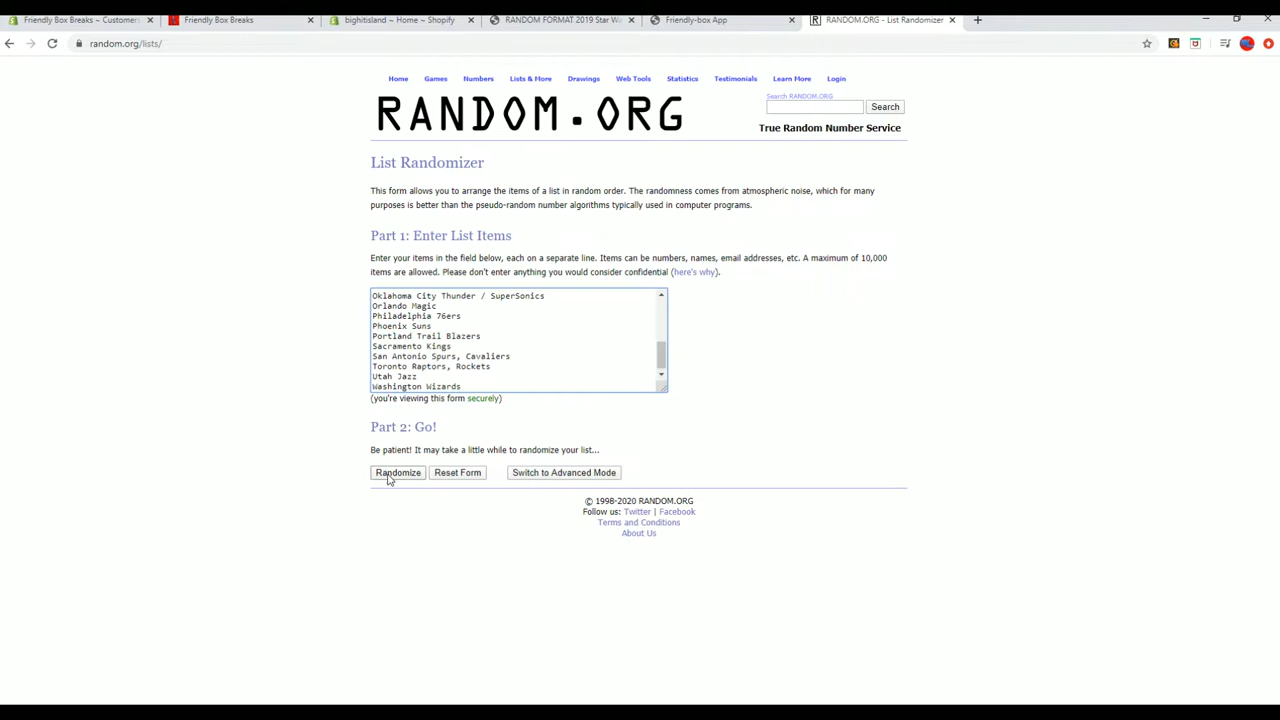 Friendly Box Breaks ~ Customers
Friendly Box Breaks
bighitisland ~ Home ~ Shopify
RANDOM FORMAT 2019 Star Wa
Friendly-box App
RANDOM.ORG - List Randomizer
random.org/lists/
Home Games Numbers Lists & More Drawings Web Tools Statistics Testimonials Learn More Login
RANDOM.ORG
Search RANDOM.ORG
Search
True Random Number Service
List Randomizer
This form allows you to arrange the items of a list in random order. The randomness comes from atmospheric noise, which for many
purposes is better than the pseudo-random number algorithms typically used in computer programs.
Part 1: Enter List Items
Enter your items in the field below, each on a separate line. Items can be numbers, names, email addresses, etc. A maximum of 10,000
items are allowed. Please don't enter anything you would consider confidential (here's why).
Oklahoma City Thunder / SuperSonics
Orlando Magic
Philadelphia 76ers
Phoenix Suns
Portland Trail Blazers
Sacramento Kings
San Antonio Spurs, Cavaliers
Toronto Raptors, Rockets
Utah Jazz
Washington Wizards
(you're viewing this form securely)
Part 2: Go!
Be patient! It may take a little while to randomize your list...
Randomize Reset Form Switch to Advanced Mode
© 1998-2020 RANDOM.ORG
Follow us: Twitter | Facebook
Terms and Conditions
About Us